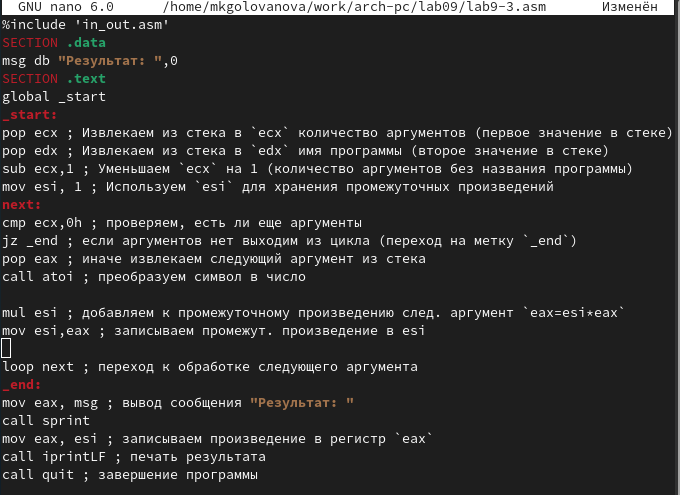 GNU nano 6.0 /home/mkgolovanova/work/arch-pc/lab09/lab9-3.asm Изменён
%include 'in_out.asm'
SECTION .data
msg db "Результат: ",0
SECTION .text
global _start
_start:
pop ecx ; Извлекаем из стека в `ecx` количество аргументов (первое значение в стеке)
pop edx ; Извлекаем из стека в `edx` имя программы (второе значение в стеке)
sub ecx,1 ; Уменьшаем `ecx` на 1 (количество аргументов без названия программы)
mov esi, 1 ; Используем `esi` для хранения промежуточных произведений
next:
cmp ecx,0h ; проверяем, есть ли еще аргументы
jz _end ; если аргументов нет выходим из цикла (переход на метку `_end`)
pop eax ; иначе извлекаем следующий аргумент из стека
call atoi ; преобразуем символ в число
mul esi ; добавляем к промежуточному произведению след. аргумент `eax=esi*eax`
mov esi,eax ; записываем промежут. произведение в esi
loop next ; переход к обработке следующего аргумента
_end:
mov eax, msg ; вывод сообщения "Результат: "
call sprint
mov eax, esi ; записываем произведение в регистр `eax`
call iprintLF ; печать результата
call quit ; завершение программы